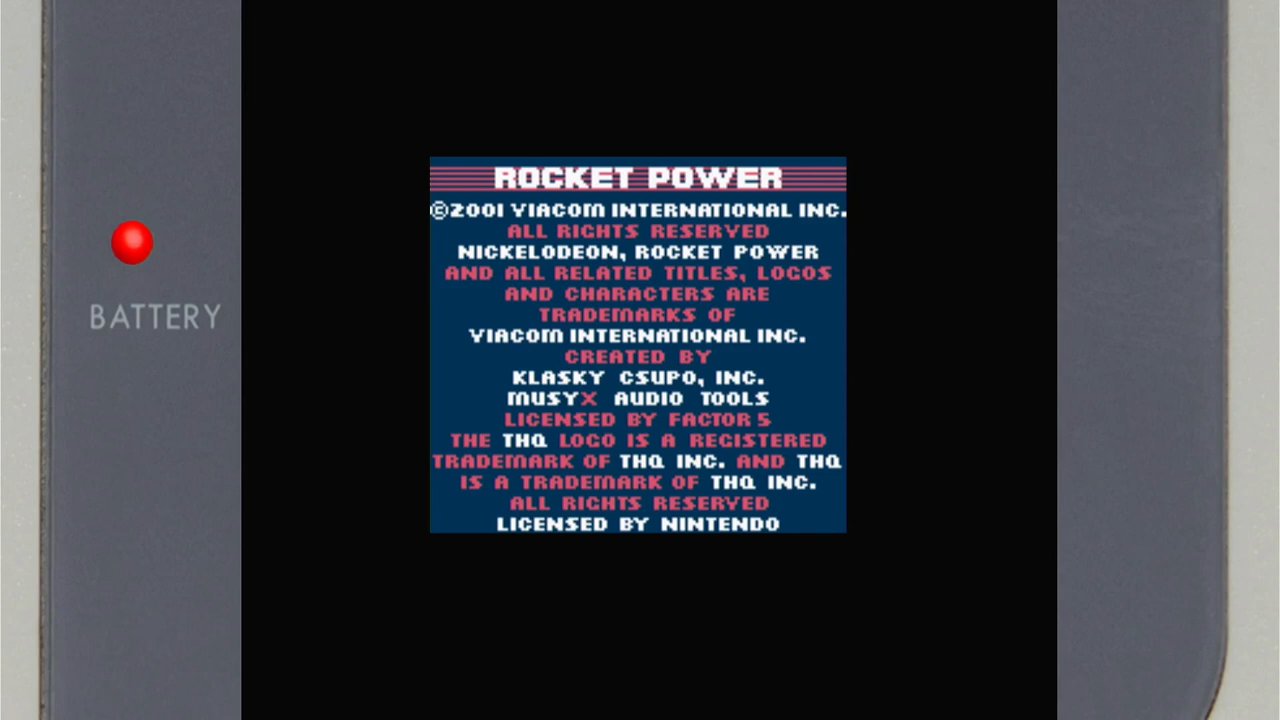 ROCKET POWER
©2001 VIACOM INTERNATIONAL INC.
ALL RIGHTS RESERVED
NICKELODEON, ROCKET POWER
AND ALL RELATED TITLES, LOGOS
AND CHARACTERS ARE
TRADEMARKS OF
VIACOM INTERNATIONAL INC.
CREATED BY
KLASKY CSUPO, INC.
MUSYX AUDIO TOOLS
LICENSED BY FACTOR 5
THE THQ LOGO IS A REGISTERED
TRADEMARK OF THQ INC. AND THQ
IS A TRADEMARK OF THQ INC.
ALL RIGHTS RESERVED
LICENSED BY NINTENDO
BATTERY